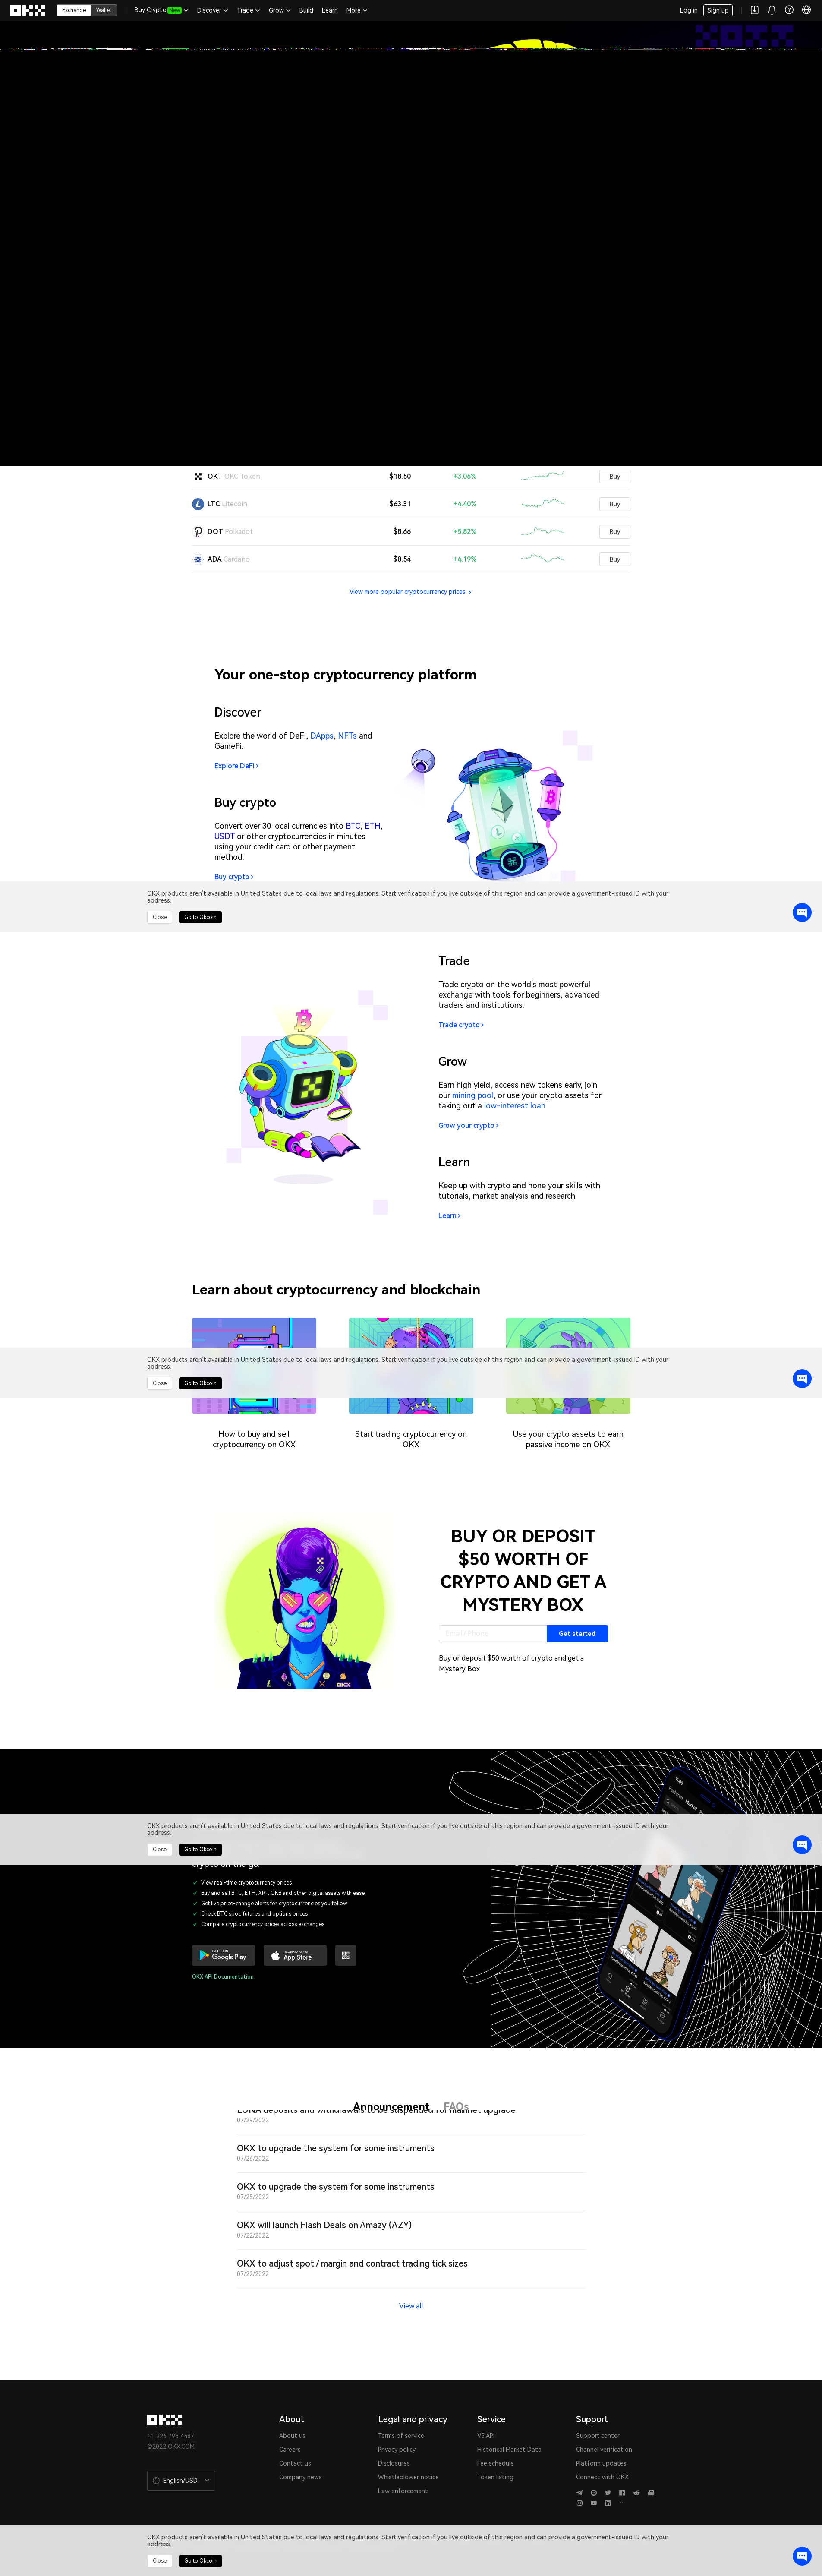 OKX Exchange Wallet Buy Crypto New Discover Trade Grow Build Learn More Log in Sign up
OKT OKC Token $18.50 +3.06% Buy
LTC Litecoin $63.31 +4.40% Buy
DOT Polkadot $8.66 +5.82% Buy
ADA Cardano $0.54 +4.19% Buy
View more popular cryptocurrency prices
Your one-stop cryptocurrency platform
Discover
Explore the world of DeFi, DApps, NFTs and
GameFi.
Explore DeFi
Buy crypto
Convert over 30 local currencies into BTC, ETH,
USDT or other cryptocurrencies in minutes
using your credit card or other payment
method.
Buy crypto
OKX products aren't available in United States due to local laws and regulations. Start verification if you live outside of this region and can provide a government-issued ID with your
address.
Close Go to Okcoin
Trade
Trade crypto on the world's most powerful
exchange with tools for beginners, advanced
traders and institutions.
Trade crypto
Grow
Earn high yield, access new tokens early, join
our mining pool, or use your crypto assets for
taking out a low-interest loan
Grow your crypto
Learn
Keep up with crypto and hone your skills with
tutorials, market analysis and research.
Learn
Learn about cryptocurrency and blockchain
OKX products aren't available in United States due to local laws and regulations. Start verification if you live outside of this region and can provide a government-issued ID with your
address.
Close Go to Okcoin
How to buy and sell
cryptocurrency on OKX
Start trading cryptocurrency on
OKX
Use your crypto assets to earn
passive income on OKX
BUY OR DEPOSIT
$50 WORTH OF
CRYPTO AND GET A
MYSTERY BOX
Email / Phone Get started
Buy or deposit $50 worth of crypto and get a
Mystery Box
OKX products aren't available in United States due to local laws and regulations. Start verification if you live outside of this region and can provide a government-issued ID with your
address.
Close Go to Okcoin
crypto on the go.
View real-time cryptocurrency prices
Buy and sell BTC, ETH, XRP, OKB and other digital assets with ease
Get live price-change alerts for cryptocurrencies you follow
Check BTC spot, futures and options prices
Compare cryptocurrency prices across exchanges
GET IT ON Google Play
Download on the App Store
OKX API Documentation
Announcement FAQs
LUNA deposits and withdrawals to be suspended for mainnet upgrade
07/29/2022
OKX to upgrade the system for some instruments
07/26/2022
OKX to upgrade the system for some instruments
07/25/2022
OKX will launch Flash Deals on Amazy (AZY)
07/22/2022
OKX to adjust spot / margin and contract trading tick sizes
07/22/2022
View all
OKX
+1 226 798 4487
©2022 OKX.COM
English/USD
About
About us
Careers
Contact us
Company news
Legal and privacy
Terms of service
Privacy policy
Disclosures
Whistleblower notice
Law enforcement
Service
V5 API
Historical Market Data
Fee schedule
Token listing
Support
Support center
Channel verification
Platform updates
Connect with OKX
OKX products aren't available in United States due to local laws and regulations. Start verification if you live outside of this region and can provide a government-issued ID with your
address.
Close Go to Okcoin